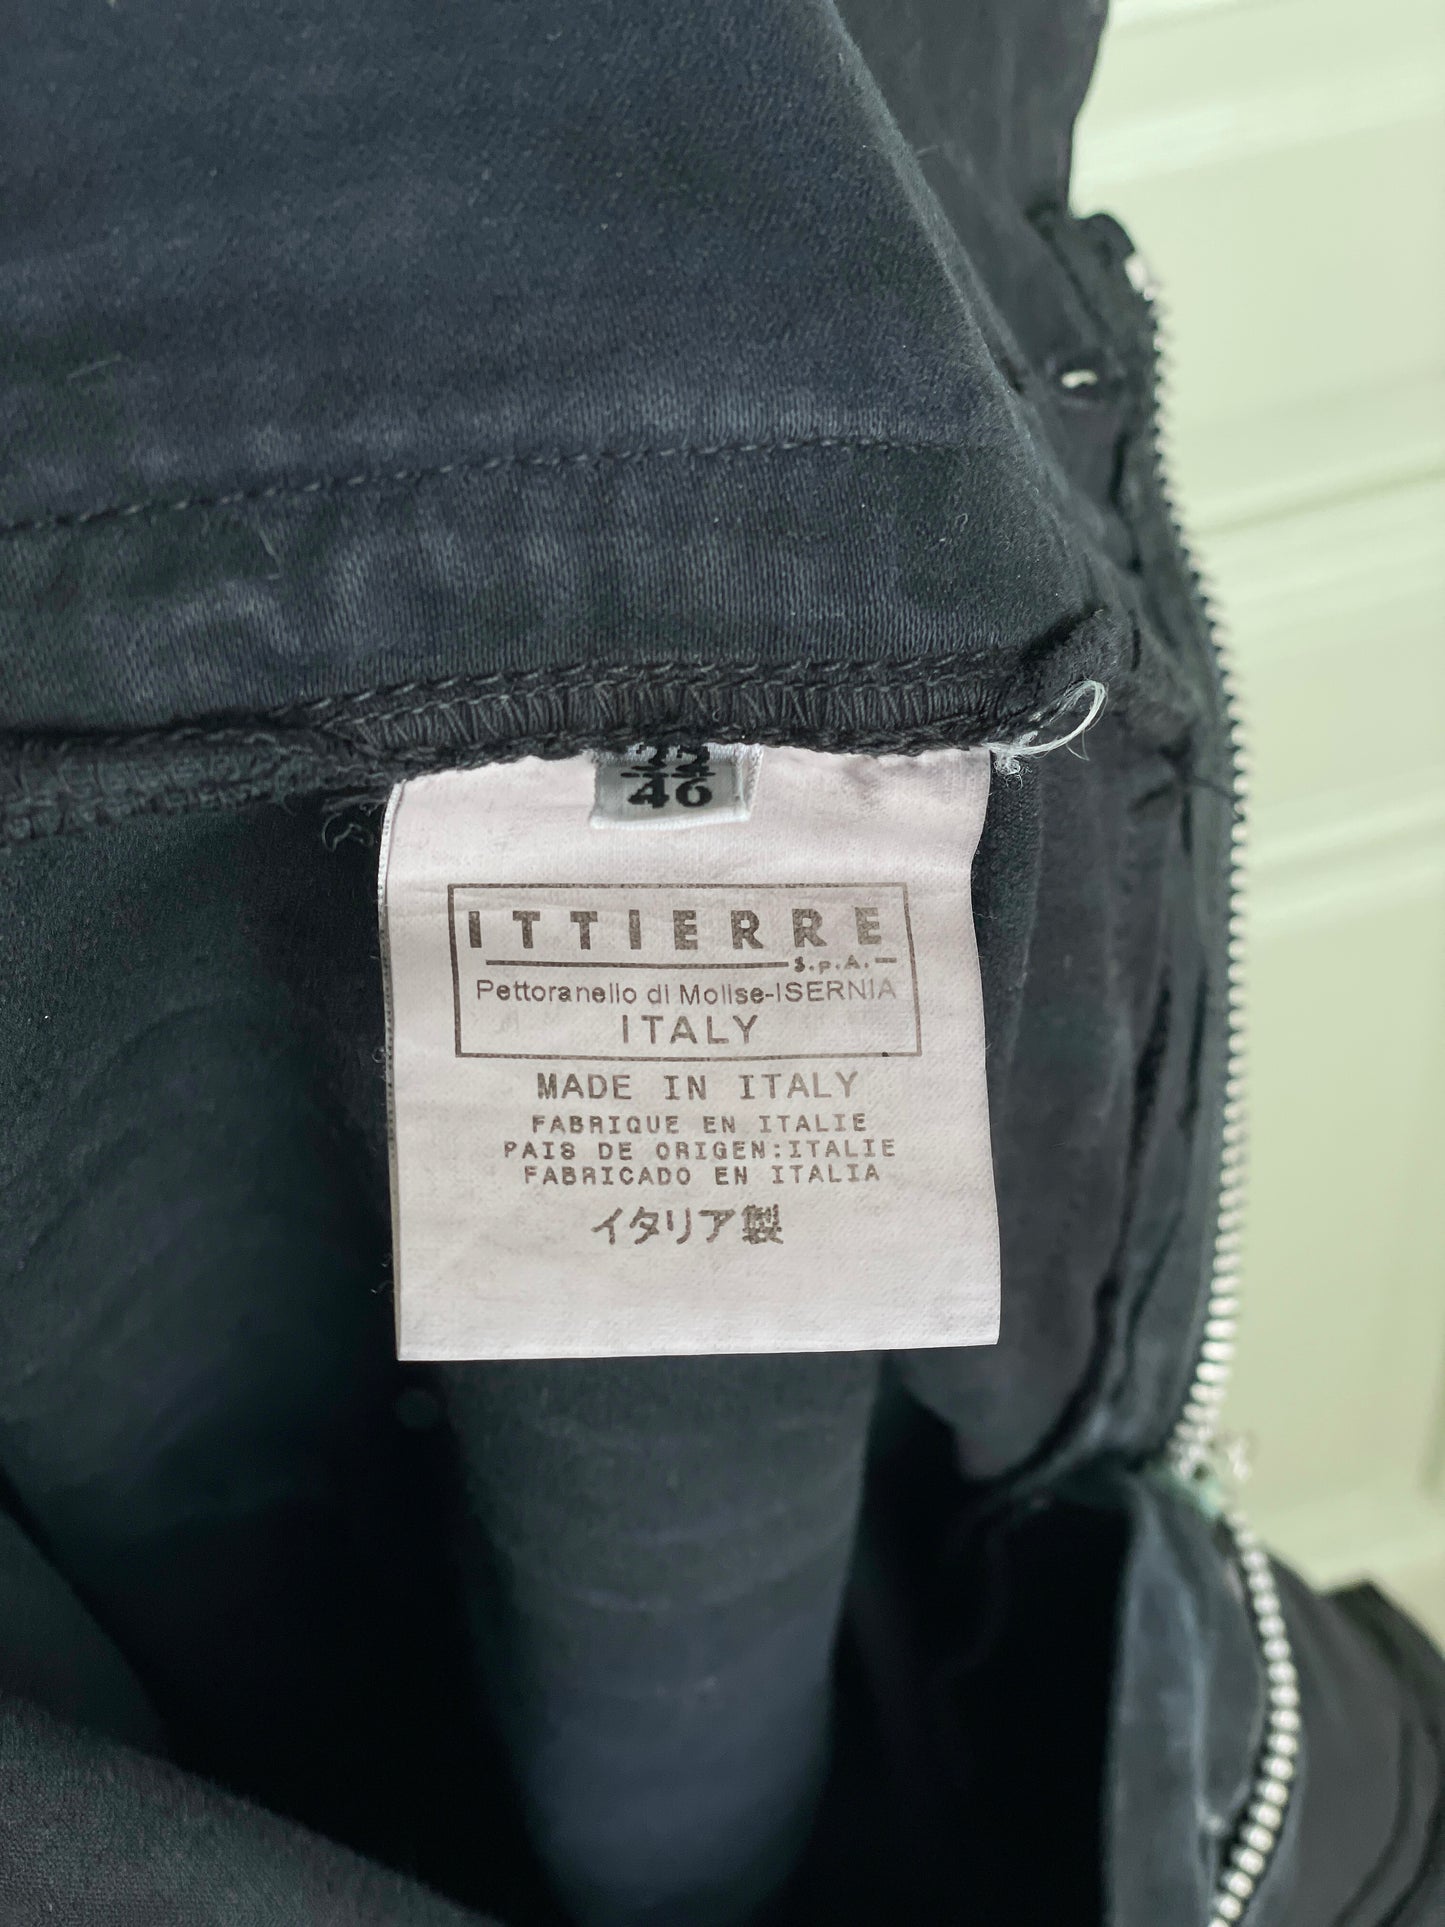 32
46
ITTIERRE
S.p.A.
Pettoranello di Molise-ISERNIA
ITALY
MADE IN ITALY
FABRIQUE EN ITALIE
PAIS DE ORIGEN:ITALIE
FABRICADO EN ITALIA
イタリア製